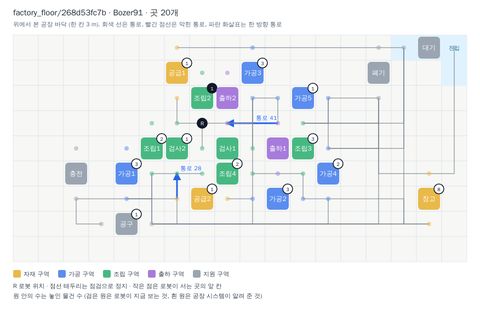 factory_floor/268d53fc7b · Bozer91 · 곳 20개
위에서 본 공장 바닥 (한 칸 3 m). 회색 선은 통로, 빨간 점선은 막힌 통로, 파란 화살표는 한 방향 통로
대기
전입
공급1 1
가공3 3
폐기
조립2 1
출하2
가공5 1
R
통로 41
조립1 2
검사2 1
검사1
출하1
조립3 3
충전
가공1 3
통로 28
조립4 2
가공4 2
공급2 1
가공2 3
창고 8
공구 1
자재 구역
가공 구역
조립 구역
출하 구역
지원 구역
R 로봇 위치 · 점선 테두리는 점검으로 정지 · 작은 점은 로봇이 서는 곳의 앞 칸
원 안의 수는 놓인 물건 수 (검은 원은 로봇이 지금 보는 것, 흰 원은 공장 시스템이 알려 준 것)